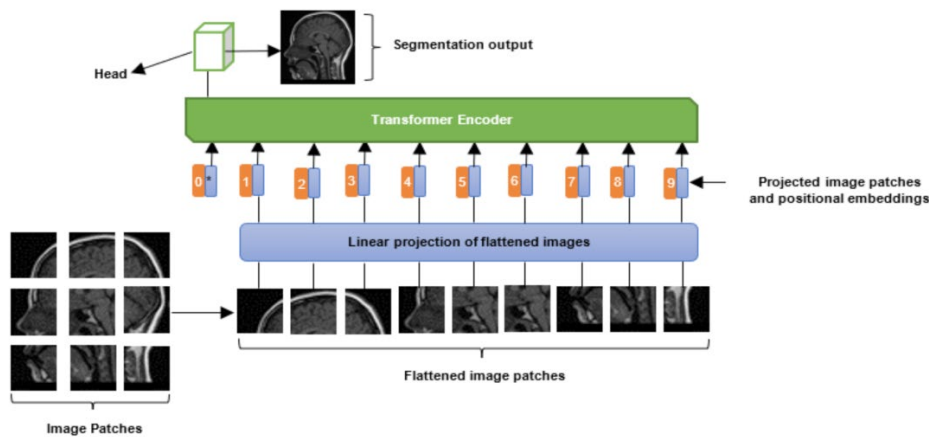 Segmentation output
Head
Transformer Encoder
0 * 1 2 3 4 5 6 7 8 9
Projected image patches
and positional embeddings
Linear projection of flattened images
Flattened image patches
Image Patches